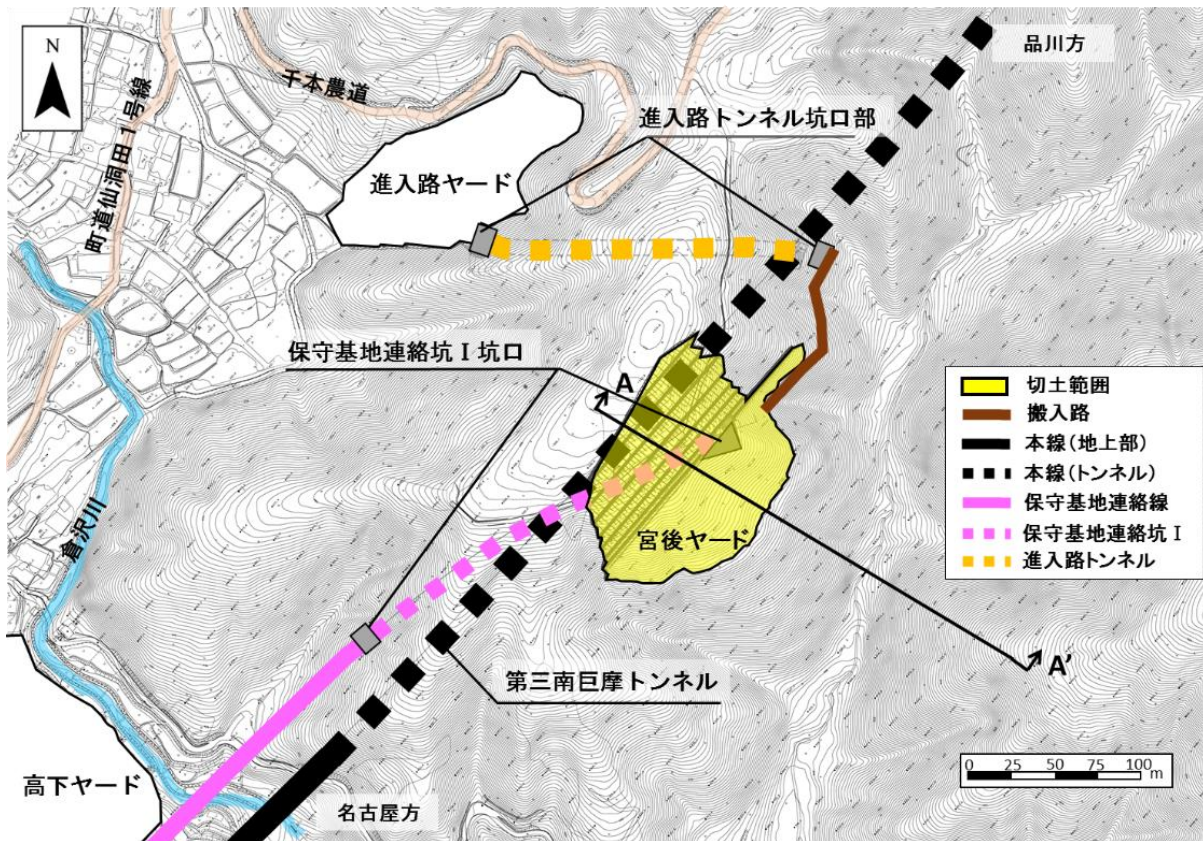 N
品川方
千本農道
進入路トンネル坑口部
進入路ヤード
町道仙洞田1号線
保守基地連絡坑Ⅰ坑口
A
切土範囲
搬入路
本線(地上部)
本線(トンネル)
保守基地連絡線
保守基地連絡坑Ⅰ
進入路トンネル
倉沢川
宮後ヤード
A'
第三南巨摩トンネル
高下ヤード
名古屋方
0 25 50 75 100 m